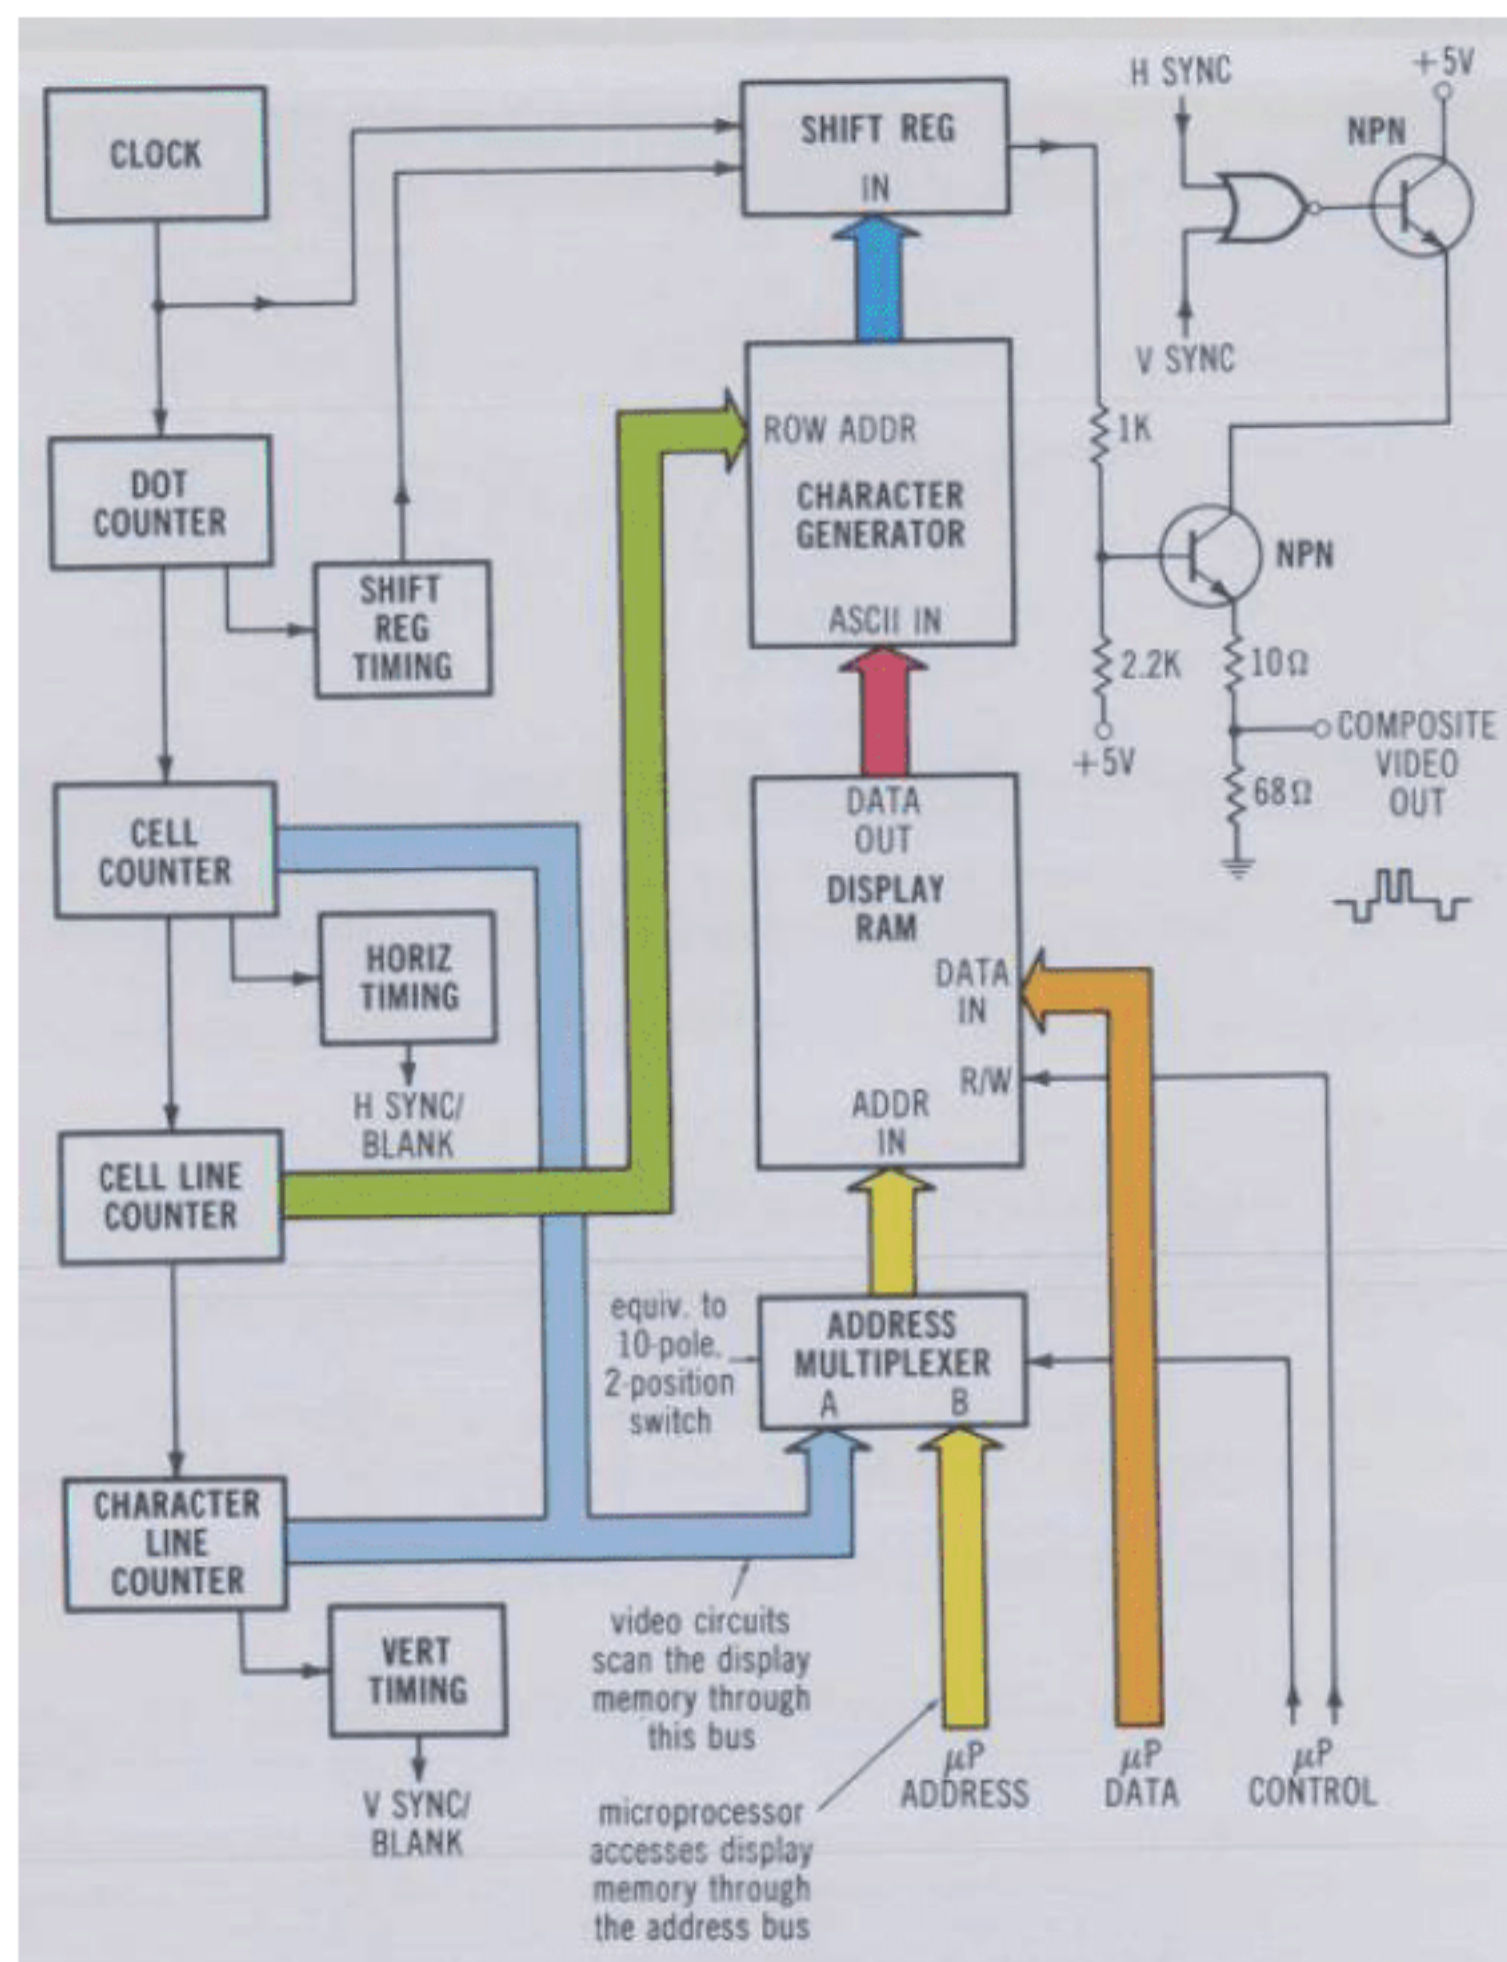 CLOCK
SHIFT REG
IN
H SYNC
+5V
NPN
V SYNC
DOT
COUNTER
SHIFT
REG
TIMING
ROW ADDR
CHARACTER
GENERATOR
ASCII IN
1K
NPN
2.2K
+5V
10Ω
COMPOSITE
VIDEO
OUT
68Ω
CELL
COUNTER
HORIZ
TIMING
H SYNC/
BLANK
DATA
OUT
DISPLAY
RAM
DATA
IN
R/W
ADDR
IN
CELL LINE
COUNTER
equiv. to
10-pole,
2-position
switch
ADDRESS
MULTIPLEXER
A B
CHARACTER
LINE
COUNTER
VERT
TIMING
V SYNC/
BLANK
video circuits
scan the display
memory through
this bus
microprocessor
accesses display
memory through
the address bus
µP
ADDRESS
µP
DATA
µP
CONTROL